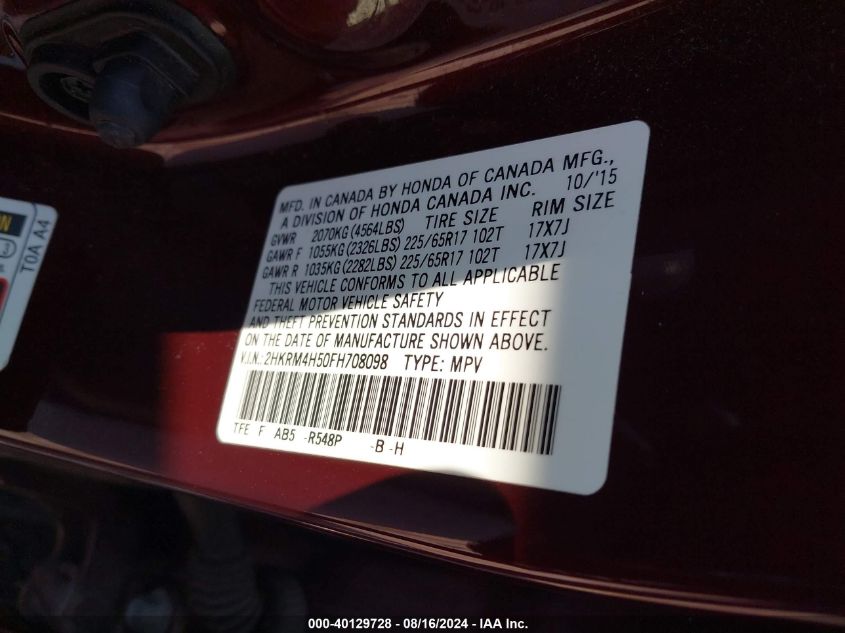 MFD. IN CANADA BY HONDA OF CANADA MFG.,
A DIVISION OF HONDA CANADA INC. 10/'15
GVWR 2070KG (4564LBS) TIRE SIZE RIM SIZE
GAWR F 1055KG (2326LBS) 225/65R17 102T 17X7J
GAWR R 1035KG (2282LBS) 225/65R17 102T 17X7J
THIS VEHICLE CONFORMS TO ALL APPLICABLE
FEDERAL MOTOR VEHICLE SAFETY
AND THEFT PREVENTION STANDARDS IN EFFECT
ON THE DATE OF MANUFACTURE SHOWN ABOVE.
V.I.N.: 2HKRM4H50FH708098 TYPE: MPV
TFE F AB5 -R548P -B -H
T0A A4
000-40129728 - 08/16/2024 - IAA Inc.